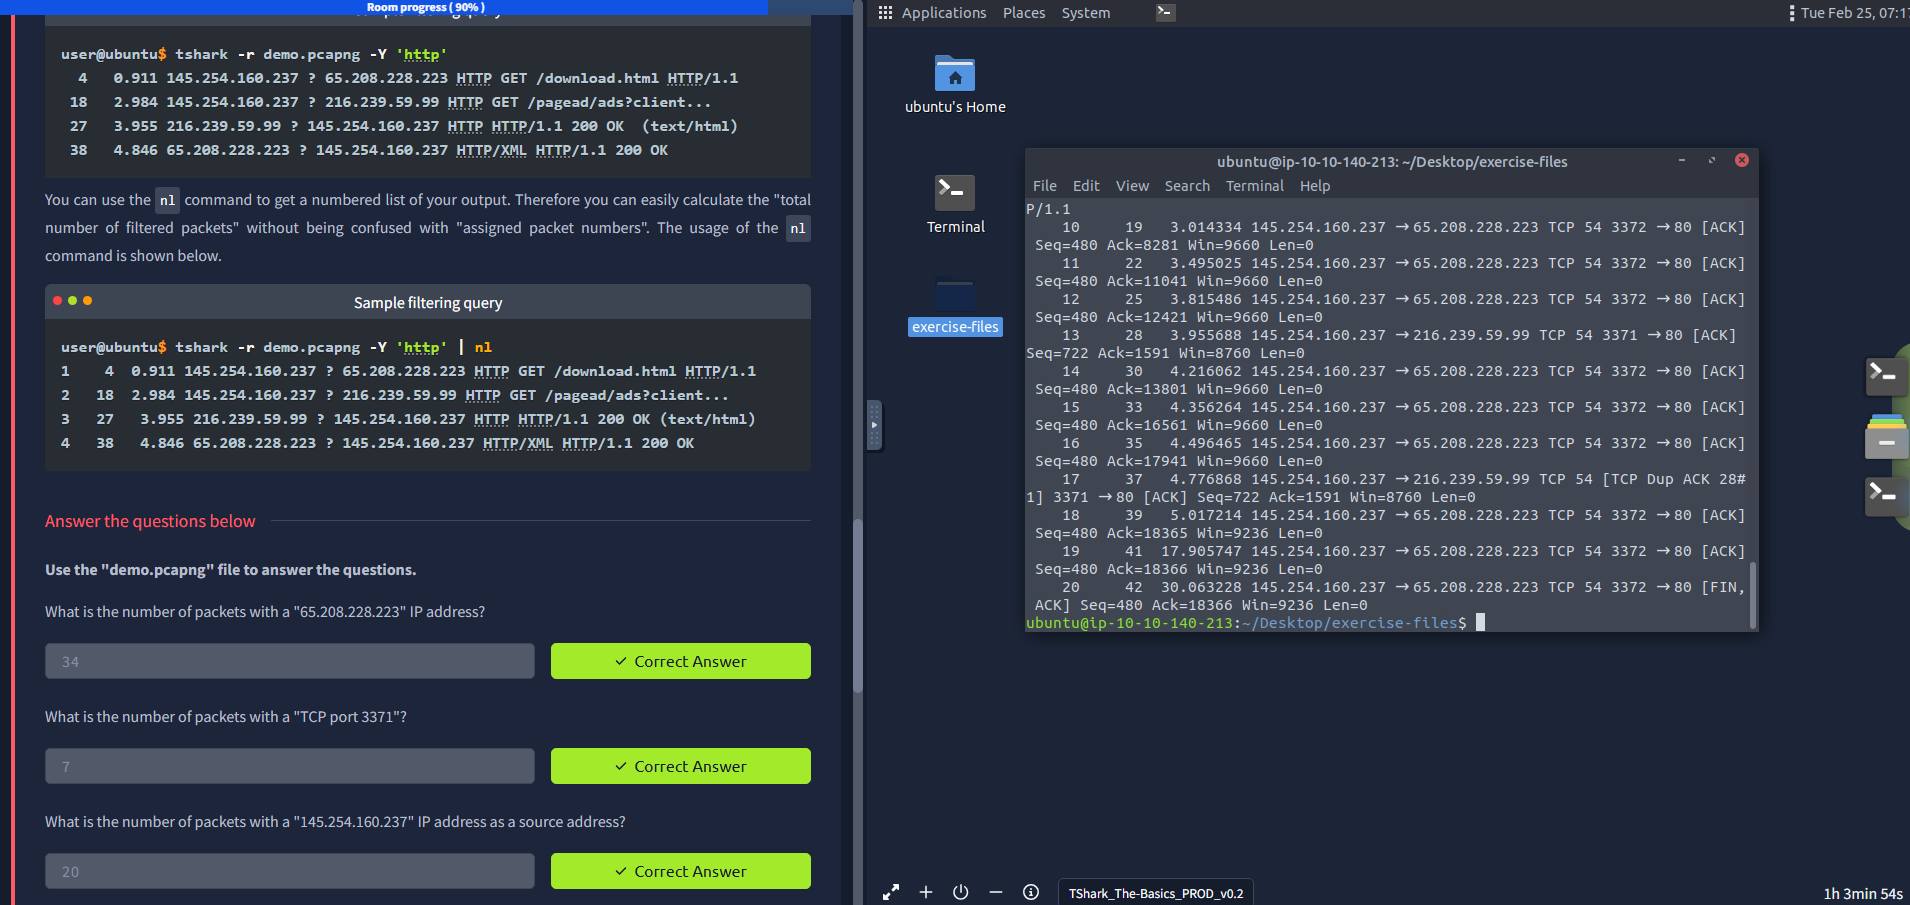 Room progress ( 90% )
user@ubuntu$ tshark -r demo.pcapng -Y 'http'
4 0.911 145.254.160.237 ? 65.208.228.223 HTTP GET /download.html HTTP/1.1
18 2.984 145.254.160.237 ? 216.239.59.99 HTTP GET /pagead/ads?client...
27 3.955 216.239.59.99 ? 145.254.160.237 HTTP HTTP/1.1 200 OK (text/html)
38 4.846 65.208.228.223 ? 145.254.160.237 HTTP/XML HTTP/1.1 200 OK
You can use the nl command to get a numbered list of your output. Therefore you can easily calculate the "total
number of filtered packets" without being confused with "assigned packet numbers". The usage of the nl
command is shown below.
Sample filtering query
user@ubuntu$ tshark -r demo.pcapng -Y 'http' | nl
1 4 0.911 145.254.160.237 ? 65.208.228.223 HTTP GET /download.html HTTP/1.1
2 18 2.984 145.254.160.237 ? 216.239.59.99 HTTP GET /pagead/ads?client...
3 27 3.955 216.239.59.99 ? 145.254.160.237 HTTP HTTP/1.1 200 OK (text/html)
4 38 4.846 65.208.228.223 ? 145.254.160.237 HTTP/XML HTTP/1.1 200 OK
Answer the questions below
Use the "demo.pcapng" file to answer the questions.
What is the number of packets with a "65.208.228.223" IP address?
34
✓ Correct Answer
What is the number of packets with a "TCP port 3371"?
7
✓ Correct Answer
What is the number of packets with a "145.254.160.237" IP address as a source address?
20
✓ Correct Answer
Applications Places System
Tue Feb 25, 07:1
ubuntu's Home
Terminal
exercise-files
ubuntu@ip-10-10-140-213: ~/Desktop/exercise-files
File Edit View Search Terminal Help
P/1.1
10 19 3.014334 145.254.160.237 → 65.208.228.223 TCP 54 3372 → 80 [ACK]
Seq=480 Ack=8281 Win=9660 Len=0
11 22 3.495025 145.254.160.237 → 65.208.228.223 TCP 54 3372 → 80 [ACK]
Seq=480 Ack=11041 Win=9660 Len=0
12 25 3.815486 145.254.160.237 → 65.208.228.223 TCP 54 3372 → 80 [ACK]
Seq=480 Ack=12421 Win=9660 Len=0
13 28 3.955688 145.254.160.237 → 216.239.59.99 TCP 54 3371 → 80 [ACK]
Seq=722 Ack=1591 Win=8760 Len=0
14 30 4.216062 145.254.160.237 → 65.208.228.223 TCP 54 3372 → 80 [ACK]
Seq=480 Ack=13801 Win=9660 Len=0
15 33 4.356264 145.254.160.237 → 65.208.228.223 TCP 54 3372 → 80 [ACK]
Seq=480 Ack=16561 Win=9660 Len=0
16 35 4.496465 145.254.160.237 → 65.208.228.223 TCP 54 3372 → 80 [ACK]
Seq=480 Ack=17941 Win=9660 Len=0
17 37 4.776868 145.254.160.237 → 216.239.59.99 TCP 54 [TCP Dup ACK 28#
1] 3371 → 80 [ACK] Seq=722 Ack=1591 Win=8760 Len=0
18 39 5.017214 145.254.160.237 → 65.208.228.223 TCP 54 3372 → 80 [ACK]
Seq=480 Ack=18365 Win=9236 Len=0
19 41 17.905747 145.254.160.237 → 65.208.228.223 TCP 54 3372 → 80 [ACK]
Seq=480 Ack=18366 Win=9236 Len=0
20 42 30.063228 145.254.160.237 → 65.208.228.223 TCP 54 3372 → 80 [FIN,
ACK] Seq=480 Ack=18366 Win=9236 Len=0
ubuntu@ip-10-10-140-213:~/Desktop/exercise-files$
TShark_The-Basics_PROD_v0.2
1h 3min 54s